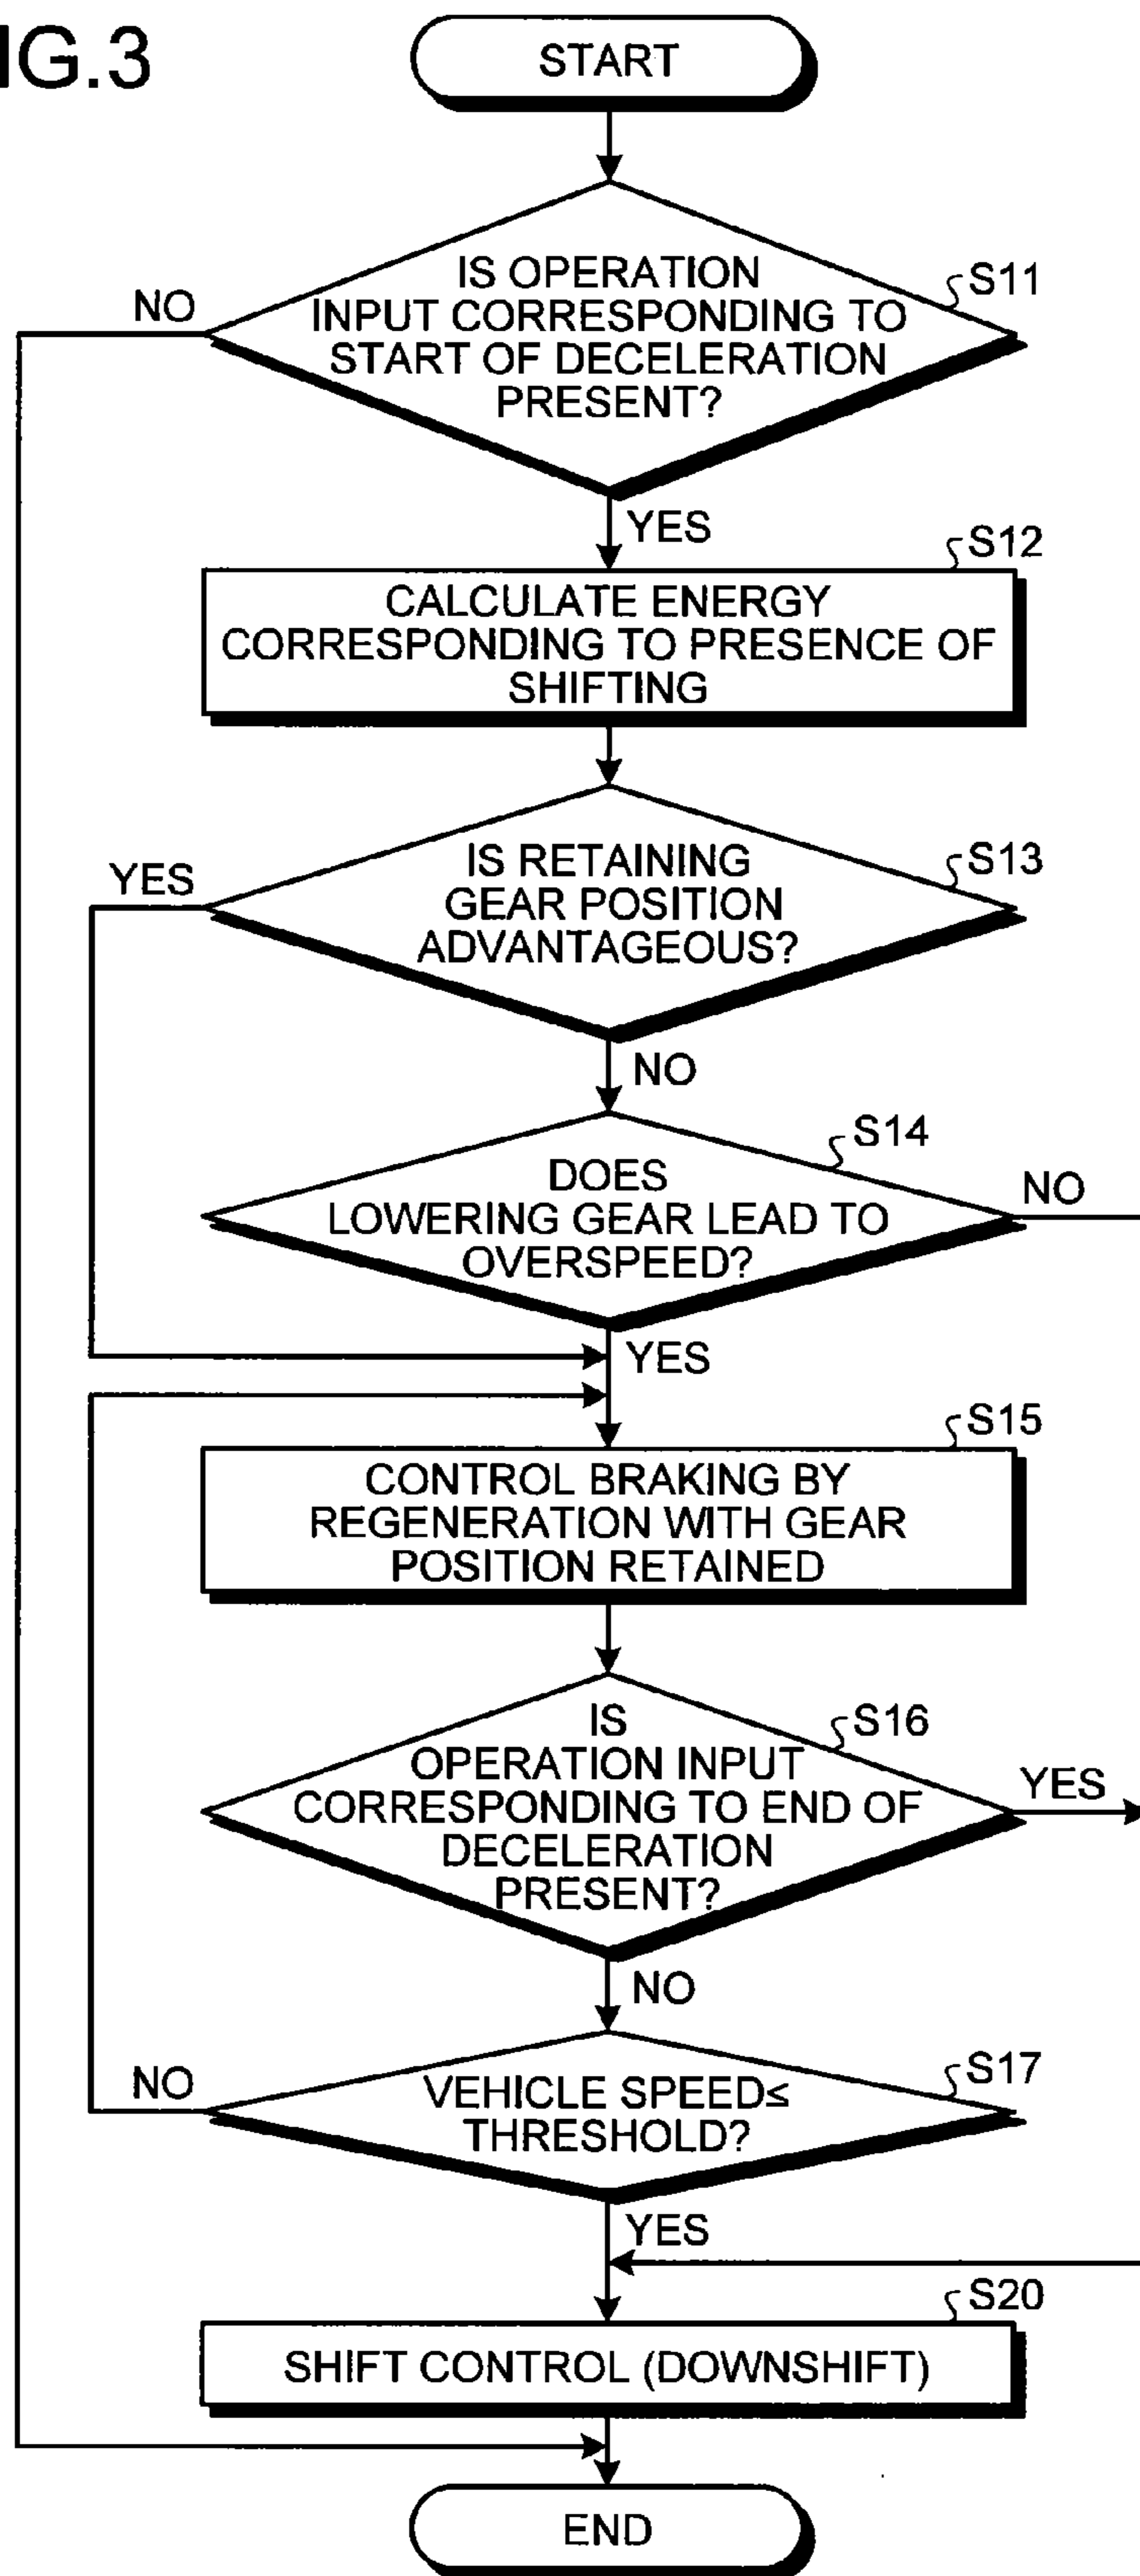 IG.3
START
IS OPERATION
INPUT CORRESPONDING TO
START OF DECELERATION
PRESENT?
S11
NO
YES
S12
CALCULATE ENERGY
CORRESPONDING TO PRESENCE OF
SHIFTING
IS RETAINING
GEAR POSITION
ADVANTAGEOUS?
S13
YES
NO
S14
DOES
LOWERING GEAR LEAD TO
OVERSPEED?
NO
YES
S15
CONTROL BRAKING BY
REGENERATION WITH GEAR
POSITION RETAINED
IS
OPERATION INPUT
CORRESPONDING TO END OF
DECELERATION
PRESENT?
S16
YES
NO
S17
VEHICLE SPEED≤
THRESHOLD?
NO
YES
S20
SHIFT CONTROL (DOWNSHIFT)
END